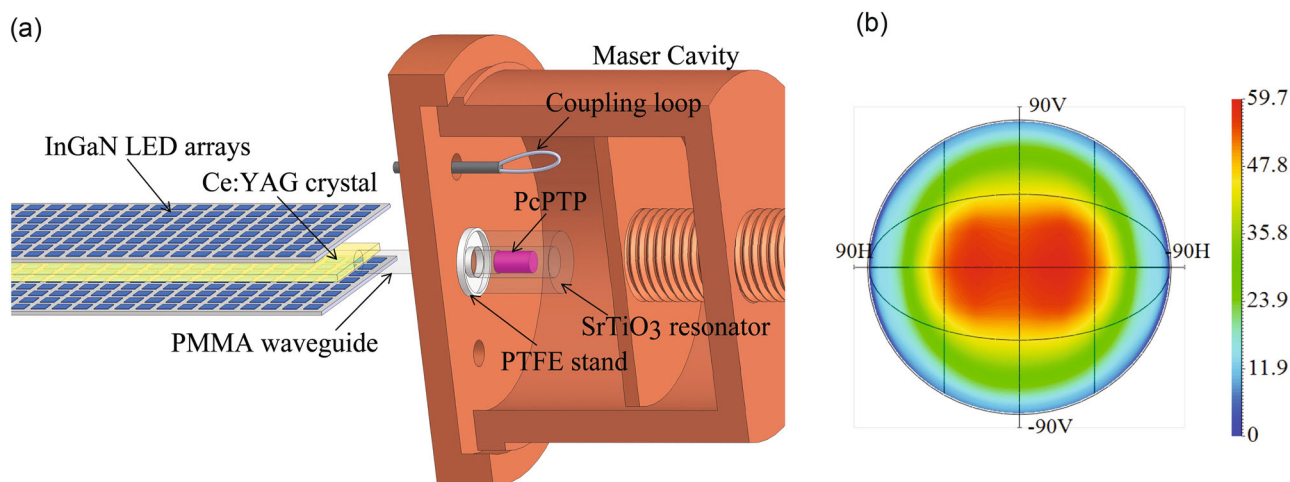 (a)
Maser Cavity
Coupling loop
InGaN LED arrays
Ce:YAG crystal
PcPTP
SrTiO3 resonator
PMMA waveguide
PTFE stand
(b)
90V
90H
-90H
-90V
59.7
47.8
35.8
23.9
11.9
0